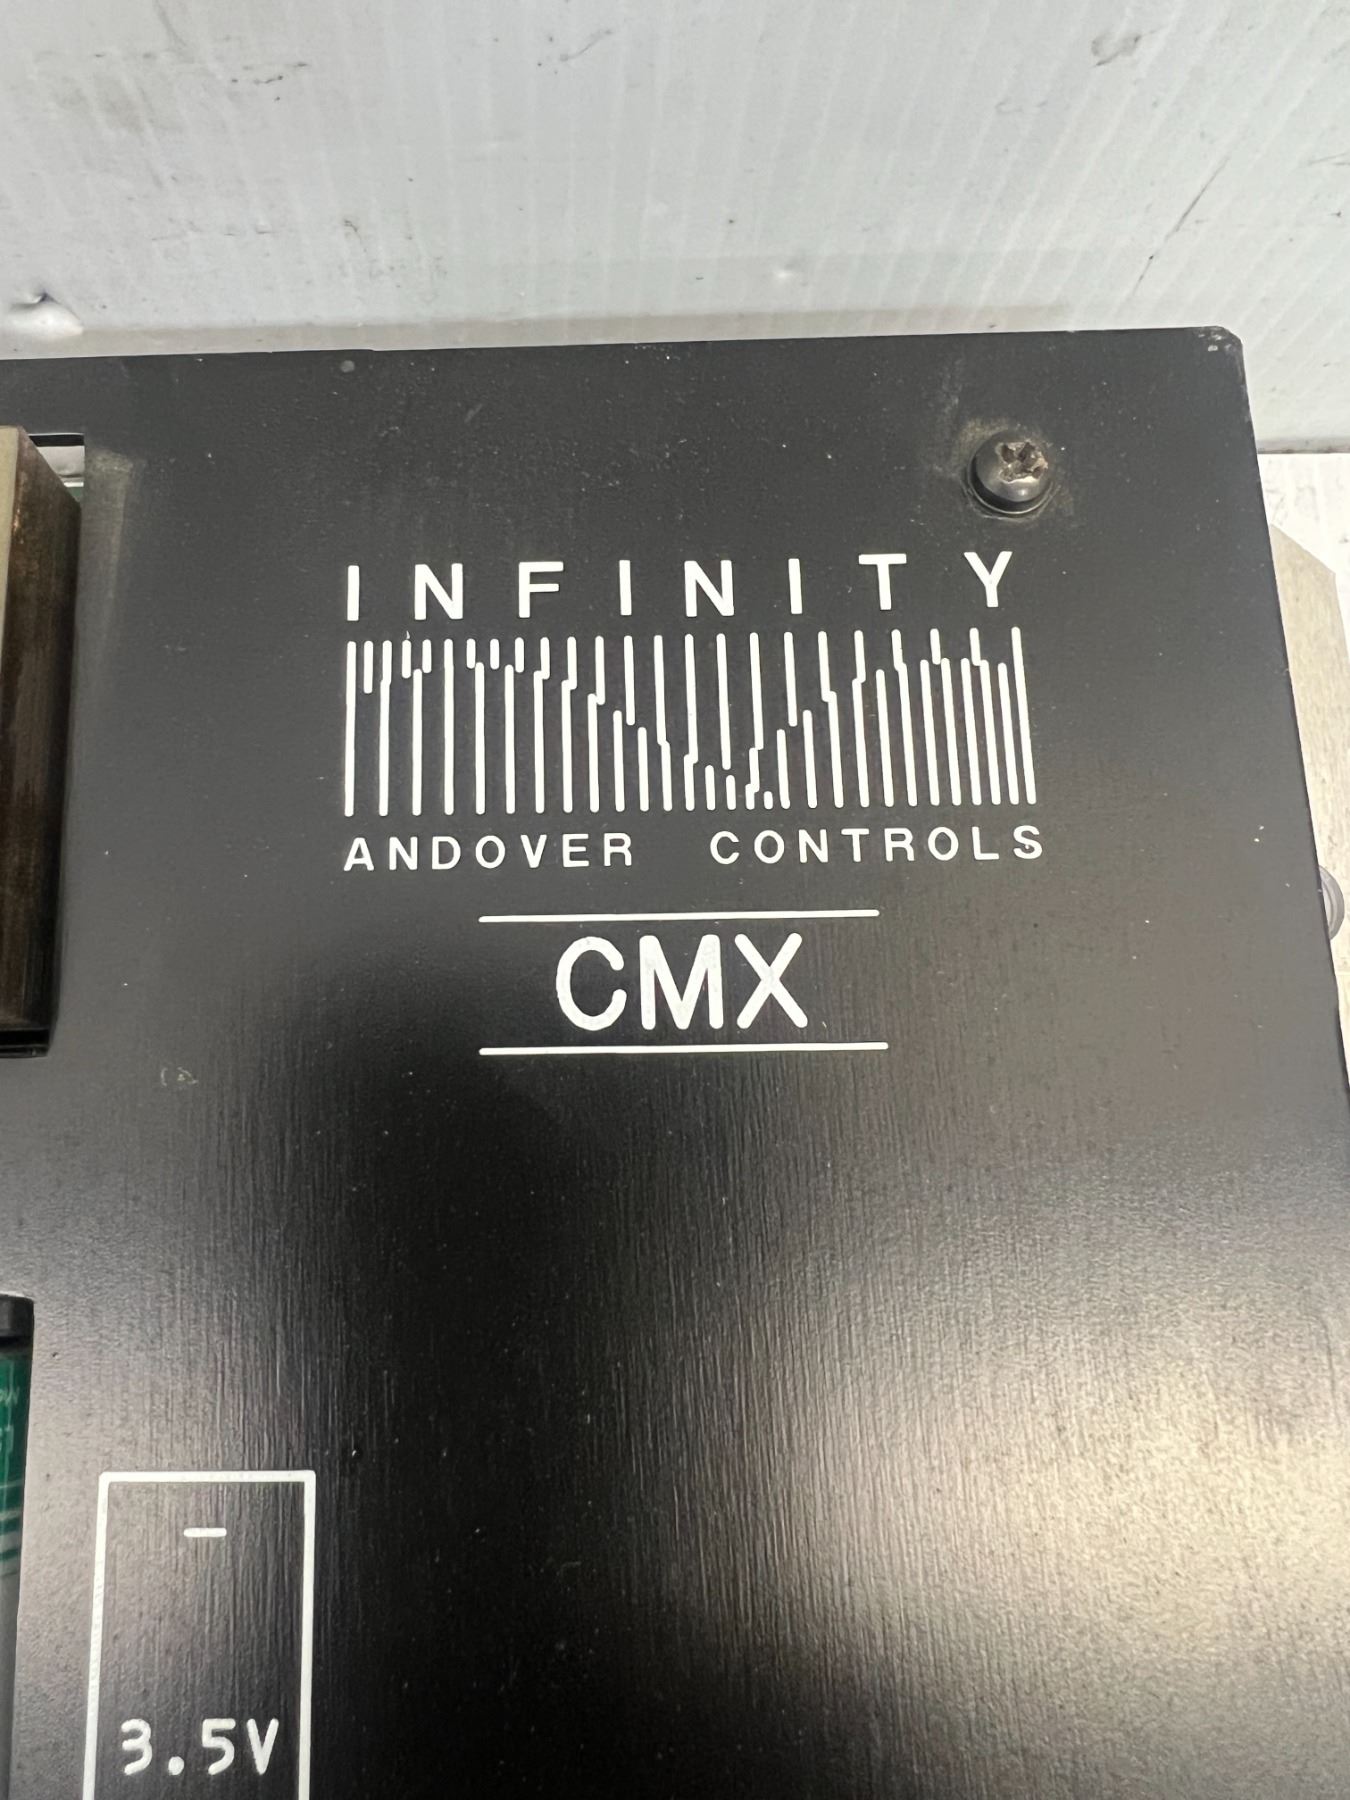 INFINITY
ANDOVER CONTROLS
CMX
–
3.5V